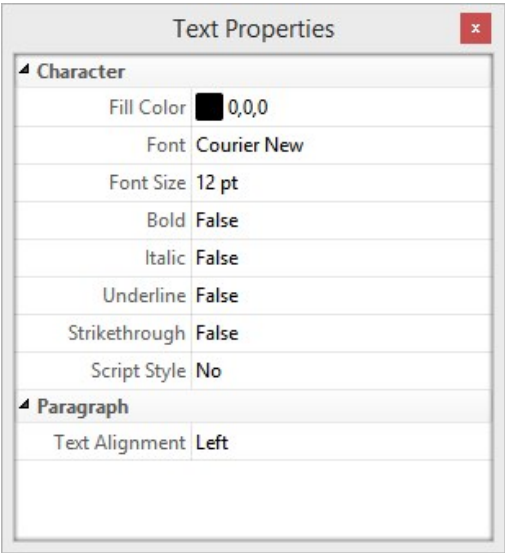 Text Properties
x
Character
Fill Color 0,0,0
Font Courier New
Font Size 12 pt
Bold False
Italic False
Underline False
Strikethrough False
Script Style No
Paragraph
Text Alignment Left